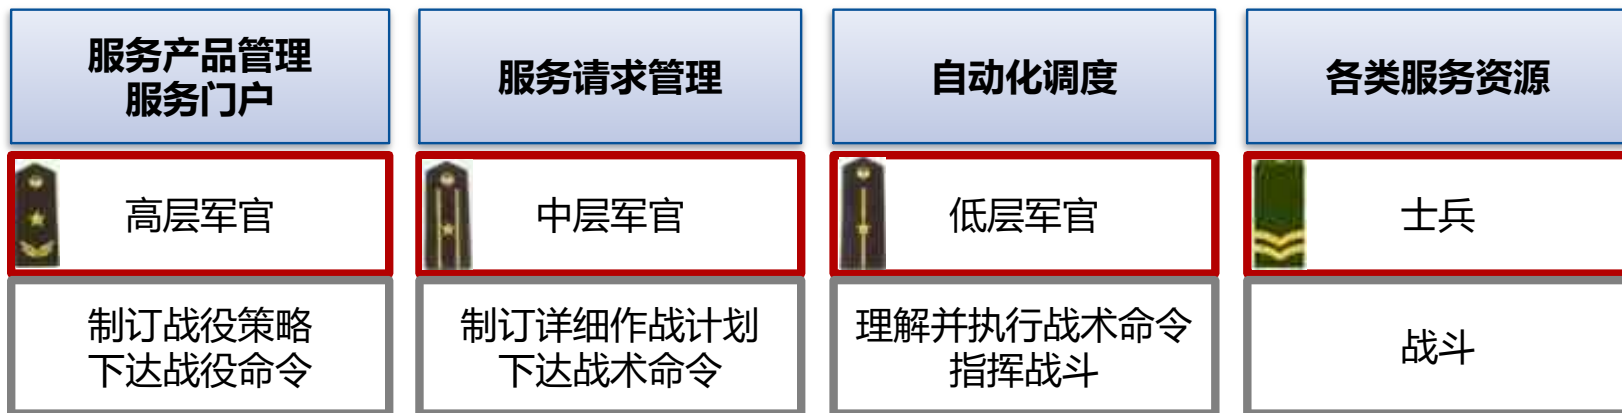 服务产品管理
服务门户
服务请求管理
自动化调度
各类服务资源
高层军官
中层军官
低层军官
士兵
制订战役策略
下达战役命令
制订详细作战计划
下达战术命令
理解并执行战术命令
指挥战斗
战斗